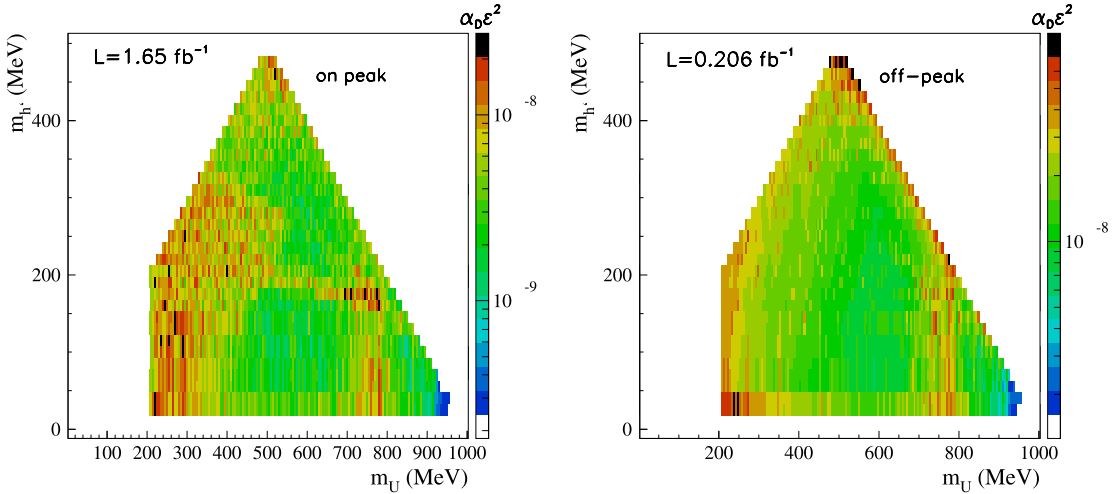 α_Dε²
L=1.65 fb⁻¹
on peak
m_h‘ (MeV)
400
200
0
100 200 300 400 500 600 700 800 900 1000
m_U (MeV)
10⁻⁸
10⁻⁹
α_Dε²
L=0.206 fb⁻¹
off–peak
m_h‘ (MeV)
400
200
0
200 400 600 800 1000
m_U (MeV)
10⁻⁸